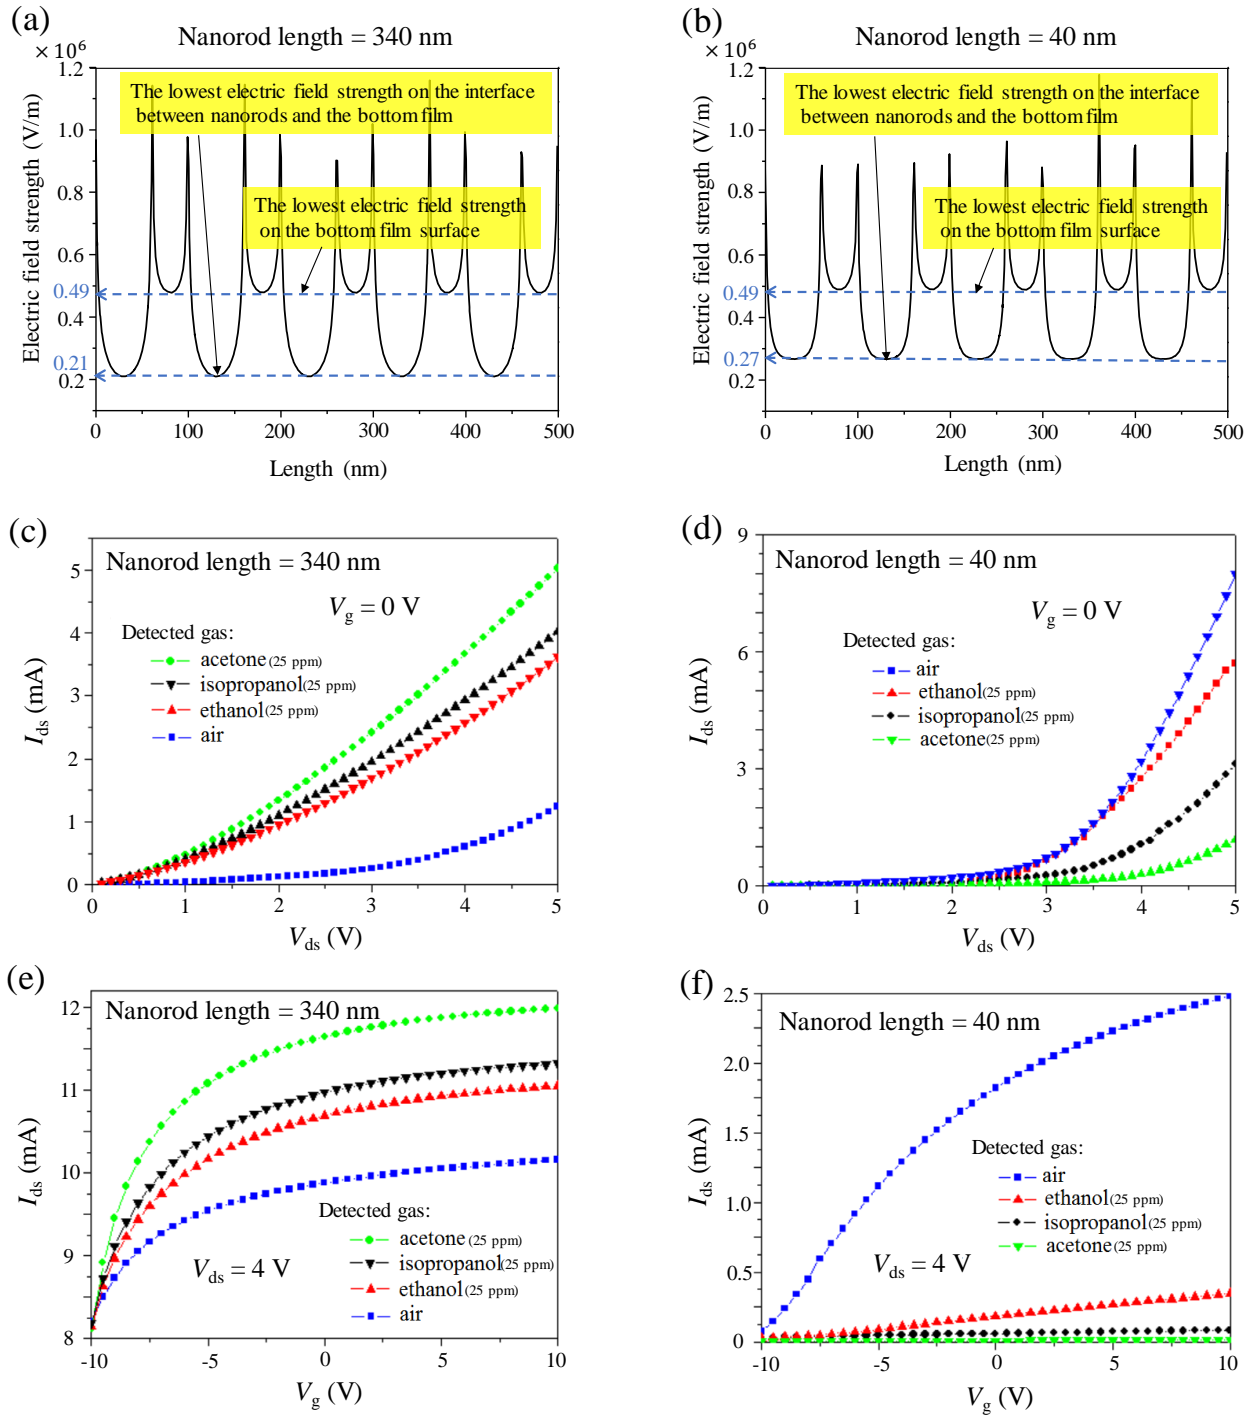 (a)
Nanorod length = 340 nm
× 10⁶
Electric field strength (V/m)
1.2
1.0
0.8
0.6
0.49
0.4
0.21
0.2
The lowest electric field strength on the interface
between nanorods and the bottom film
The lowest electric field strength
on the bottom film surface
0 100 200 300 400 500
Length (nm)
(b)
Nanorod length = 40 nm
× 10⁶
Electric field strength (V/m)
1.2
1.0
0.8
0.6
0.49
0.4
0.27
0.2
The lowest electric field strength on the interface
between nanorods and the bottom film
The lowest electric field strength
on the bottom film surface
0 100 200 300 400 500
Length (nm)
(c)
Nanorod length = 340 nm
Vg = 0 V
Detected gas:
acetone(25 ppm)
isopropanol(25 ppm)
ethanol(25 ppm)
air
Ids (mA)
5
4
3
2
1
0
0 1 2 3 4 5
Vds (V)
(d)
Nanorod length = 40 nm
Vg = 0 V
Detected gas:
air
ethanol(25 ppm)
isopropanol(25 ppm)
acetone(25 ppm)
Ids (mA)
9
6
3
0
0 1 2 3 4 5
Vds (V)
(e)
Nanorod length = 340 nm
Detected gas:
acetone(25 ppm)
isopropanol(25 ppm)
ethanol(25 ppm)
air
Vds = 4 V
Ids (mA)
12
11
10
9
8
-10 -5 0 5 10
Vg (V)
(f)
Nanorod length = 40 nm
Detected gas:
air
ethanol(25 ppm)
isopropanol(25 ppm)
acetone(25 ppm)
Vds = 4 V
Ids (mA)
2.5
2.0
1.5
1.0
0.5
0
-10 -5 0 5 10
Vg (V)